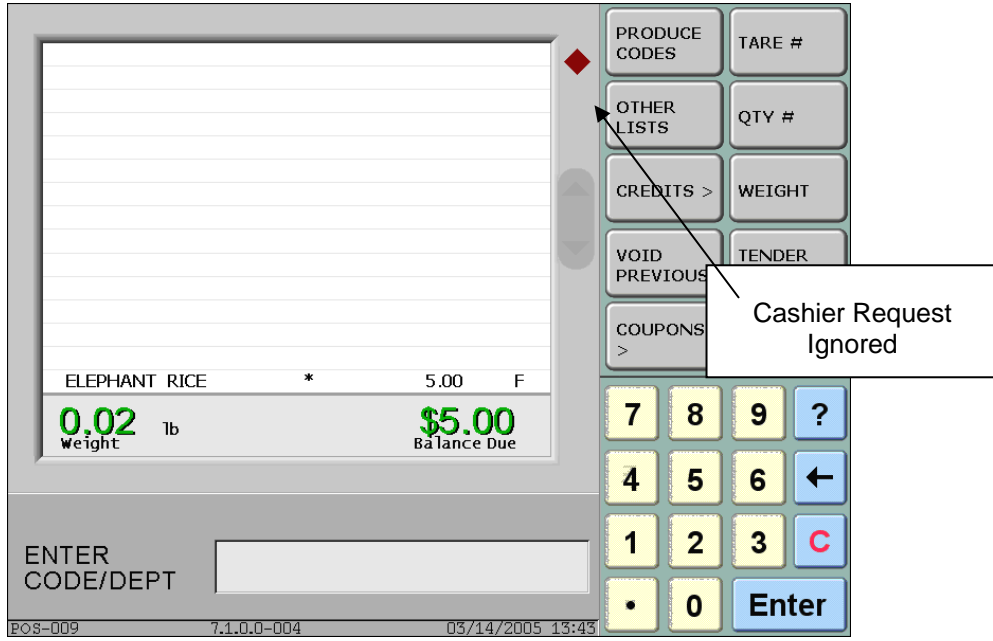 PRODUCE
CODES
TARE #
OTHER
LISTS
QTY #
CREDITS >
WEIGHT
VOID
PREVIOUS
TENDER
COUPONS
>
Cashier Request
Ignored
ELEPHANT RICE * 5.00 F
0.02 lb $5.00
Weight Balance Due
7 8 9 ?
4 5 6 ←
1 2 3 C
. 0 Enter
ENTER
CODE/DEPT
POS-009 7.1.0.0-004 03/14/2005 13:43